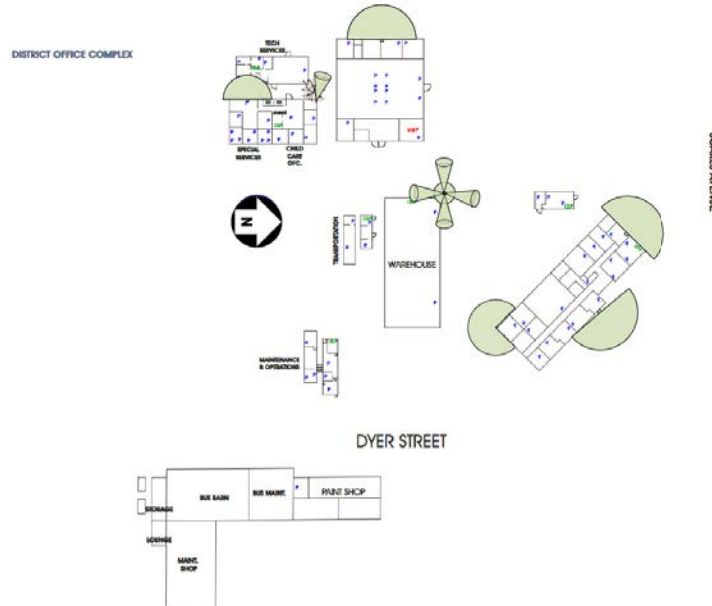 DISTRICT OFFICE COMPLEX
TECH
SERVICES
SPECIAL
SERVICES
CHILD
CARE
OFC.
N
TRANSPORTATION
WAREHOUSE
MAINTENANCE
& OPERATIONS
DYER STREET
BUS BARN
BUS MAINT.
PAINT SHOP
STORAGE
LOUNGE
MAINT.
SHOP